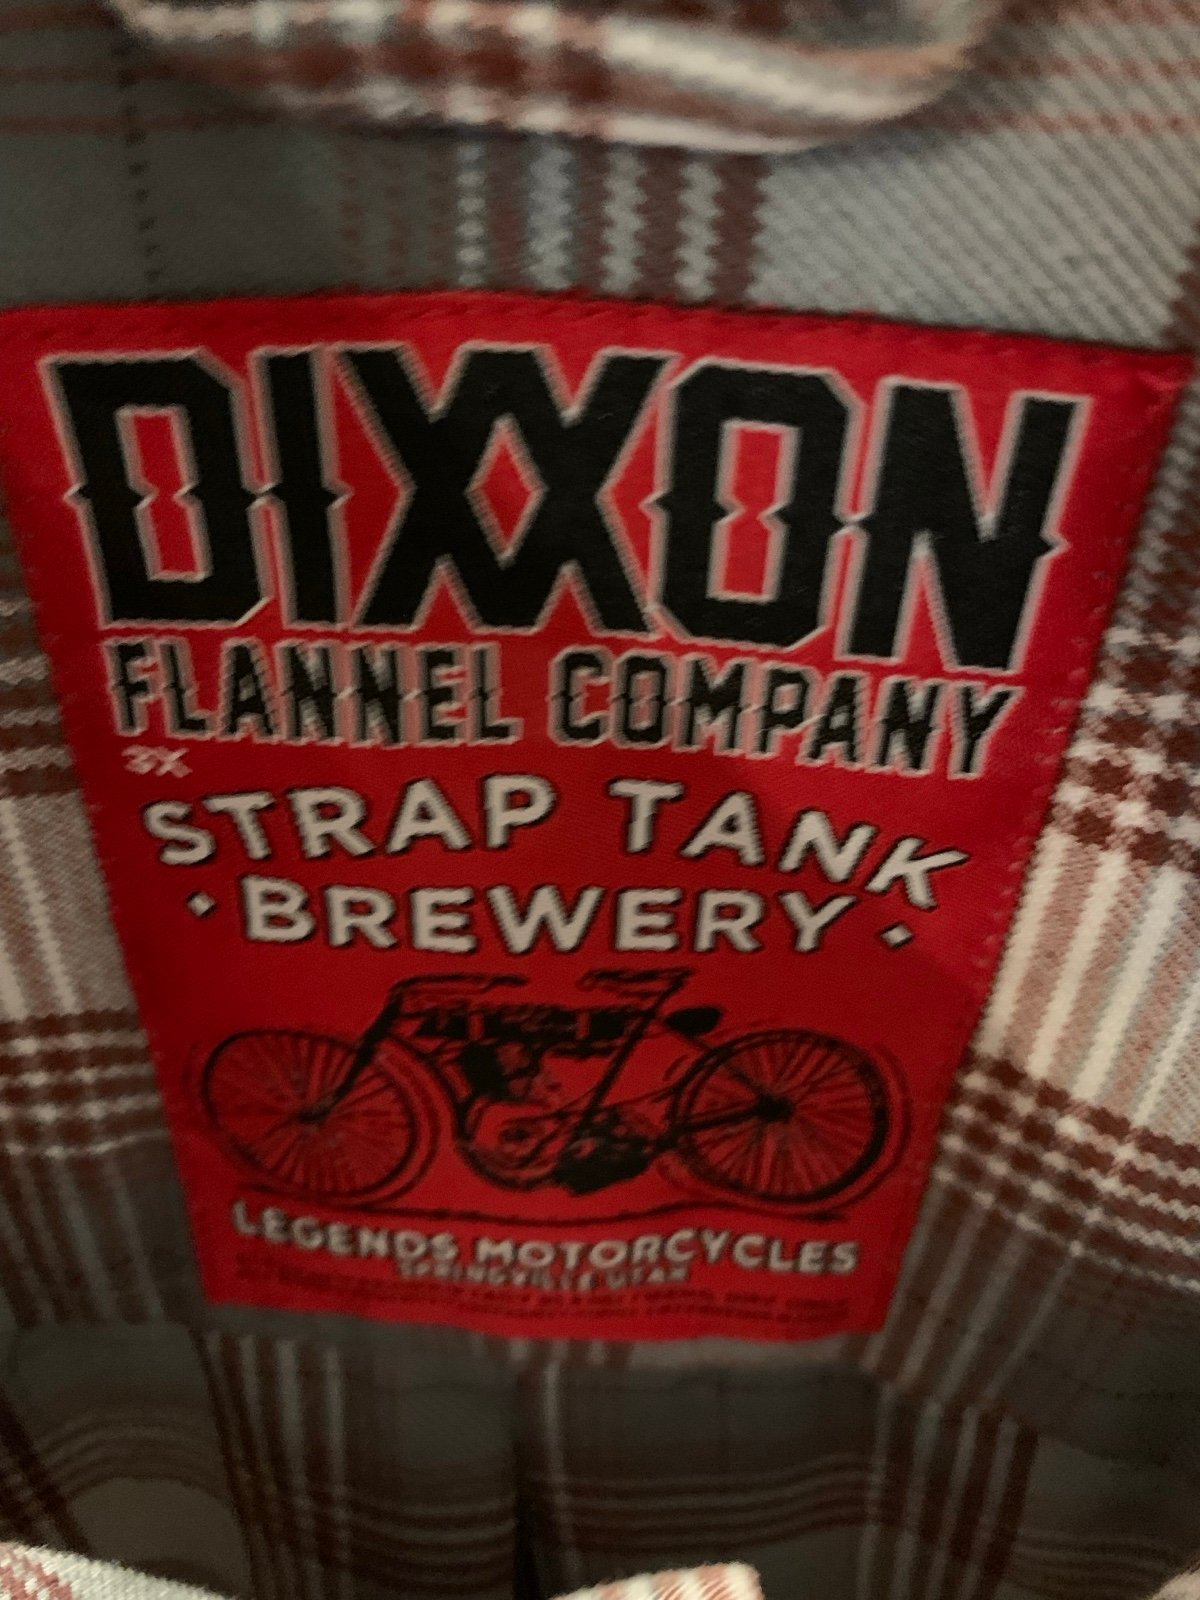 DIXXON
FLANNEL COMPANY
3X
STRAP TANK
• BREWERY •
LEGENDS MOTORCYCLES
SPRINGVILLE UTAH